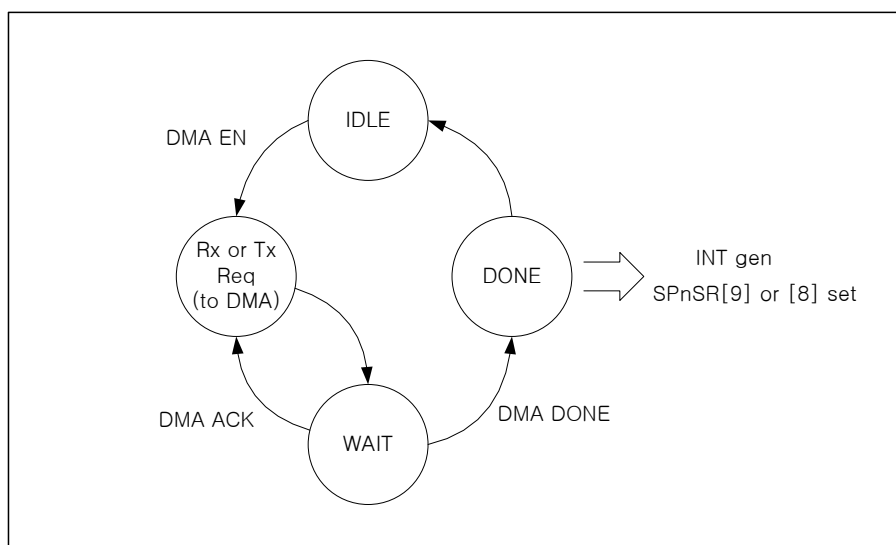 IDLE
DMA EN
Rx or Tx
Req
(to DMA)
DONE
INT gen
SPnSR[9] or [8] set
DMA ACK
DMA DONE
WAIT